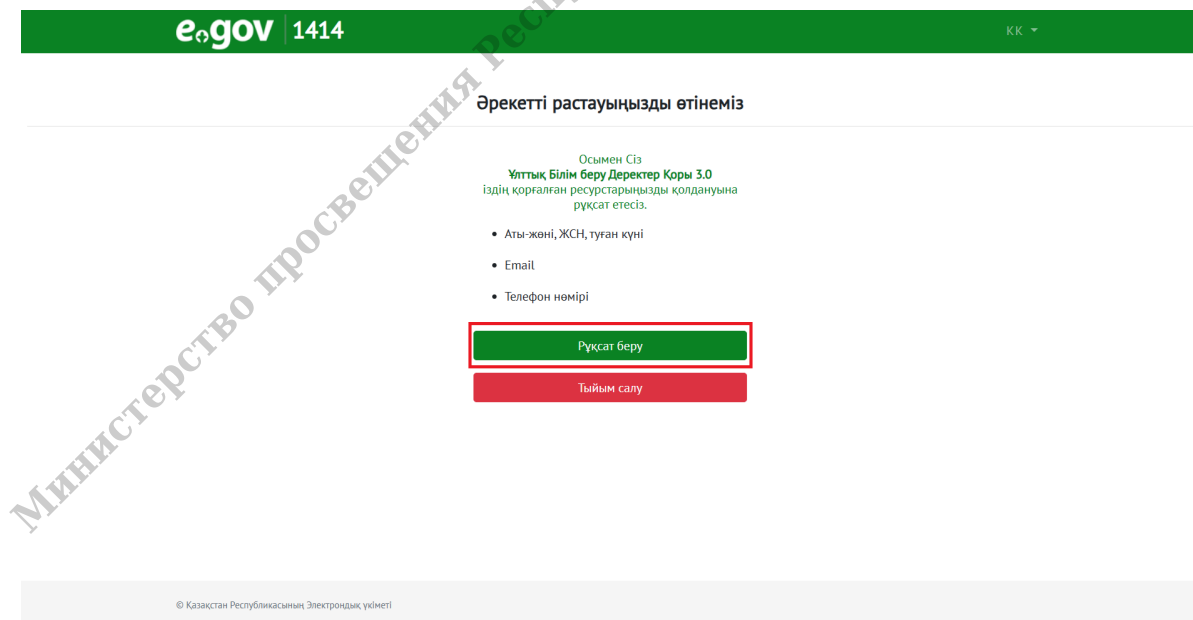 e.gov 1414
KK
Әрекетті растауыңызды өтінеміз
Осымен Сіз
Ұлттық Білім беру Деректер Қоры 3.0
іздің қорғалған ресурстарыңызды қолдануына
рұқсат етесіз.
Аты-жөні, ЖСН, туған күні
Email
Телефон нөмірі
Рұқсат беру
Тыйым салу
Министерство просвещения
© Қазақстан Республикасының Электрондық үкіметі